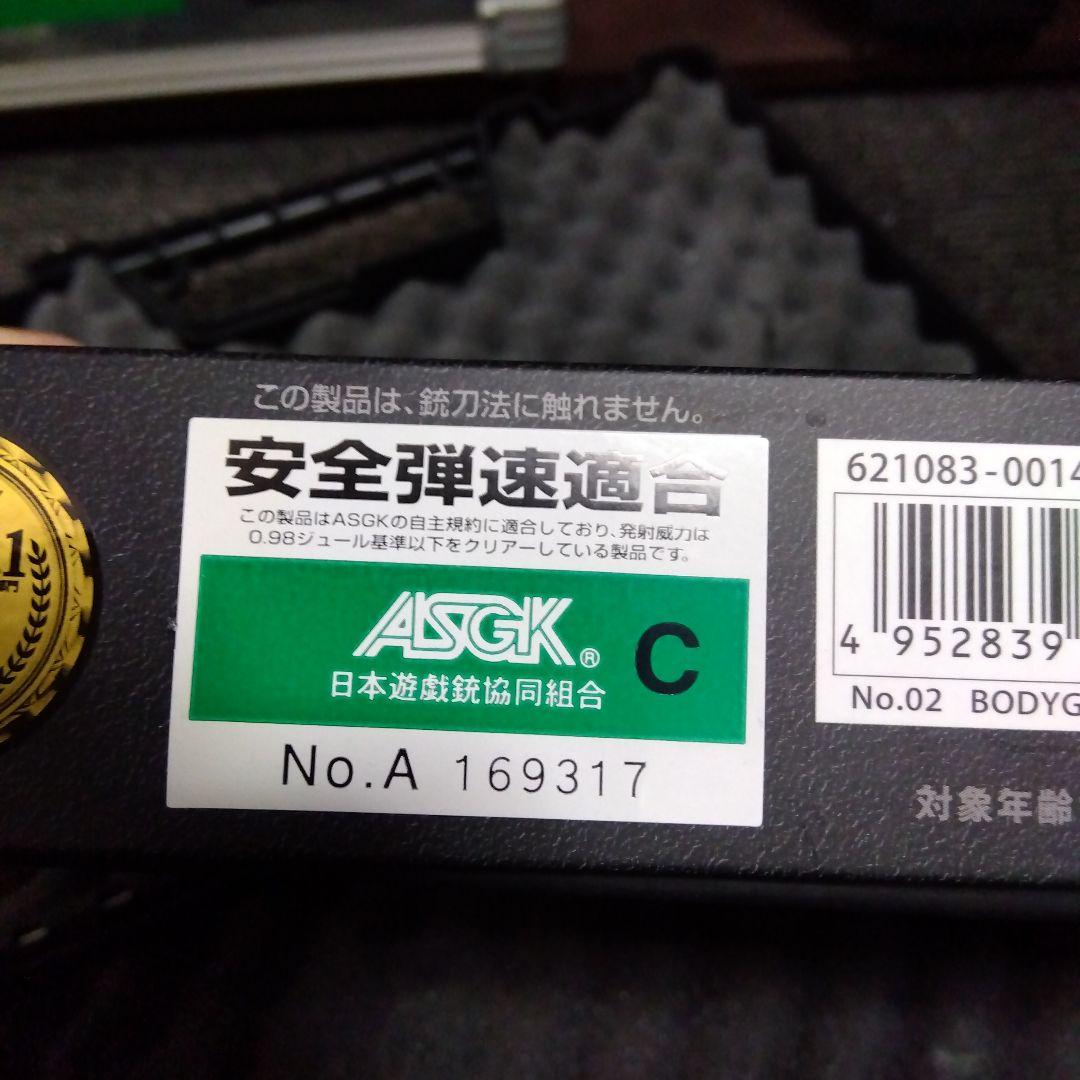 この製品は、銃刀法に触れません。
安全弾速適合
この製品はASGKの自主規約に適合しており、発射威力は
0.98ジュール基準以下をクリアーしている製品です。
ASGK® C
日本遊戯銃協同組合
No.A 169317
1
621083-0014
4 952839
No.02 BODYG
対象年齢